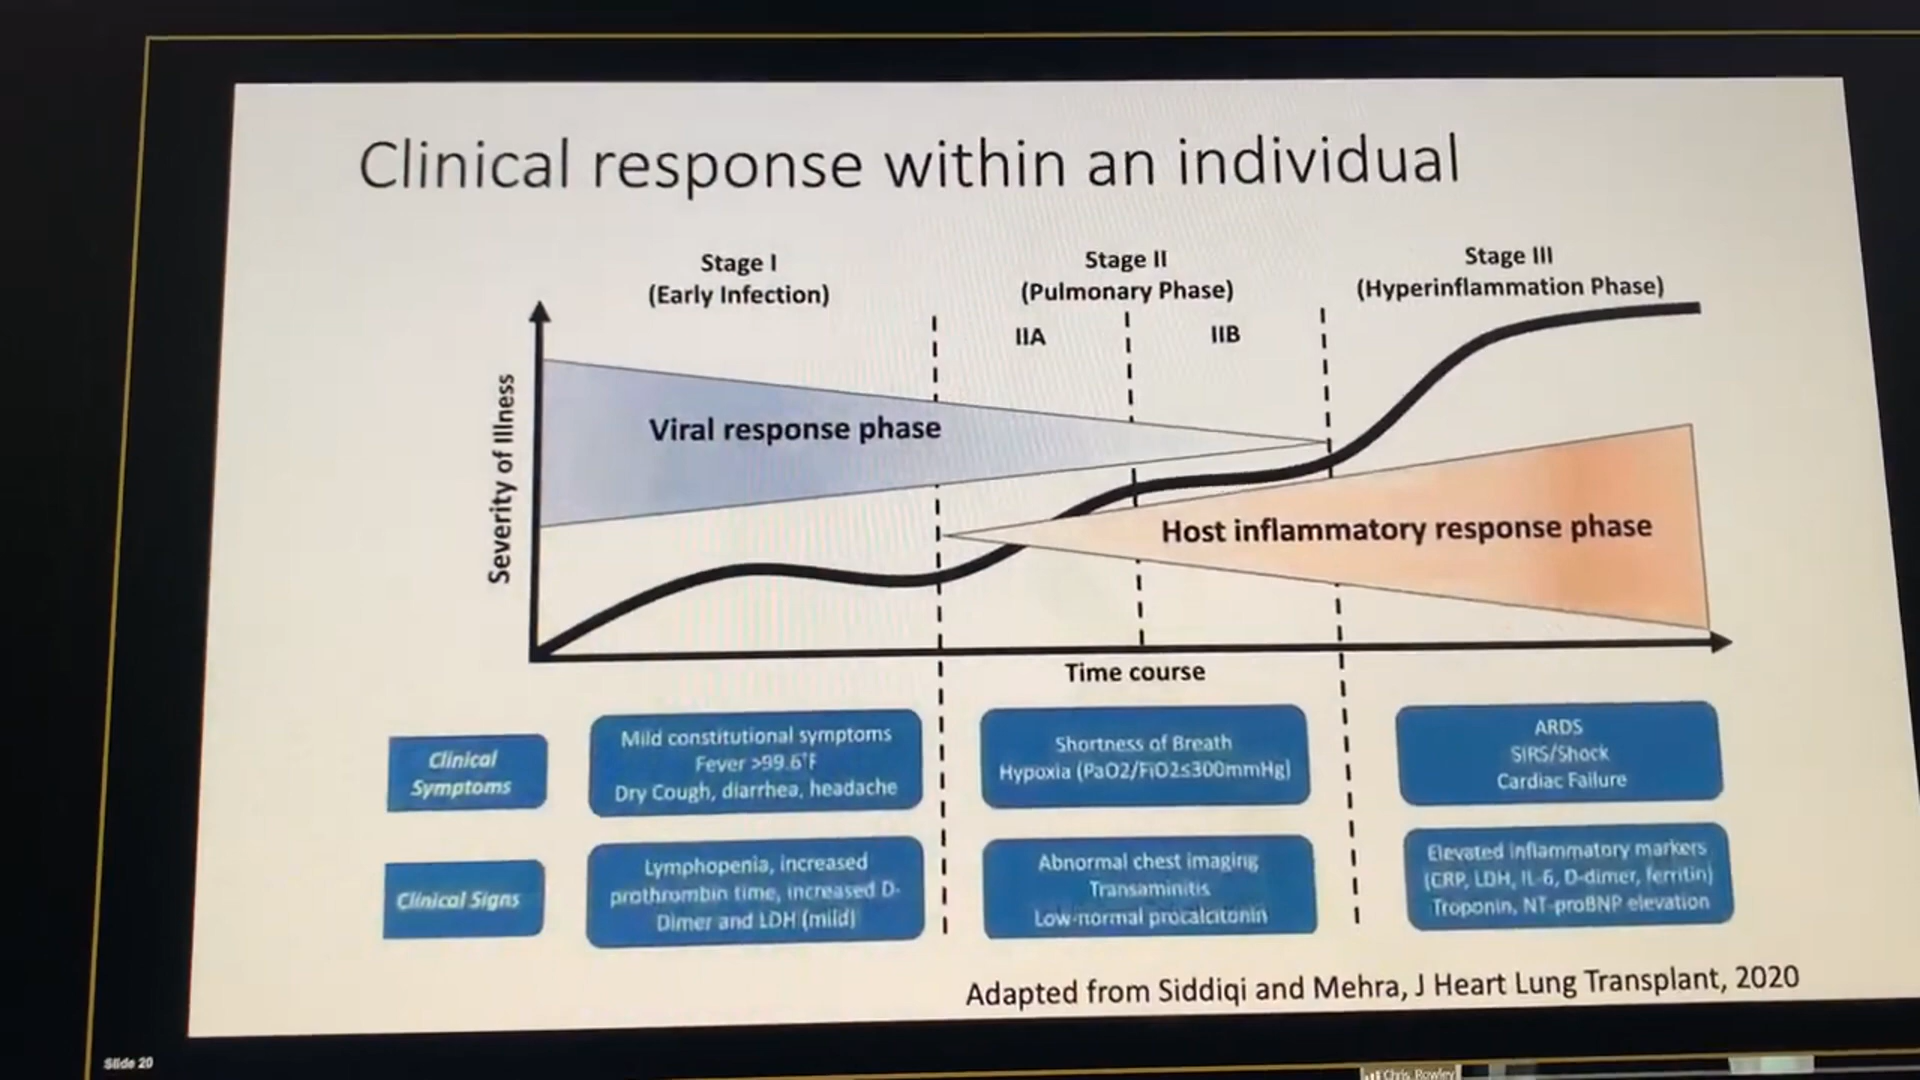 Clinical response within an individual
Stage I
(Early Infection)
Stage II
(Pulmonary Phase)
Stage III
(Hyperinflammation Phase)
IIA
IIB
Severity of Illness
Viral response phase
Host inflammatory response phase
Time course
Clinical
Symptoms
Mild constitutional symptoms
Fever >99.6°F
Dry Cough, diarrhea, headache
Shortness of Breath
Hypoxia (PaO2/FiO2≤300mmHg)
ARDS
SIRS/Shock
Cardiac Failure
Clinical Signs
Lymphopenia, increased
prothrombin time, increased D-
Dimer and LDH (mild)
Abnormal chest imaging
Transaminitis
Low-normal procalcitonin
Elevated inflammatory markers
(CRP, LDH, IL-6, D-dimer, ferritin)
Troponin, NT-proBNP elevation
Adapted from Siddiqi and Mehra, J Heart Lung Transplant, 2020
Slide 20
Chris Rowley